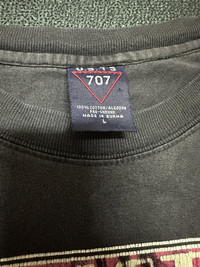 707
100% COTTON/ALGODON
PRE-SHRUNK
MADE IN BURMA
L